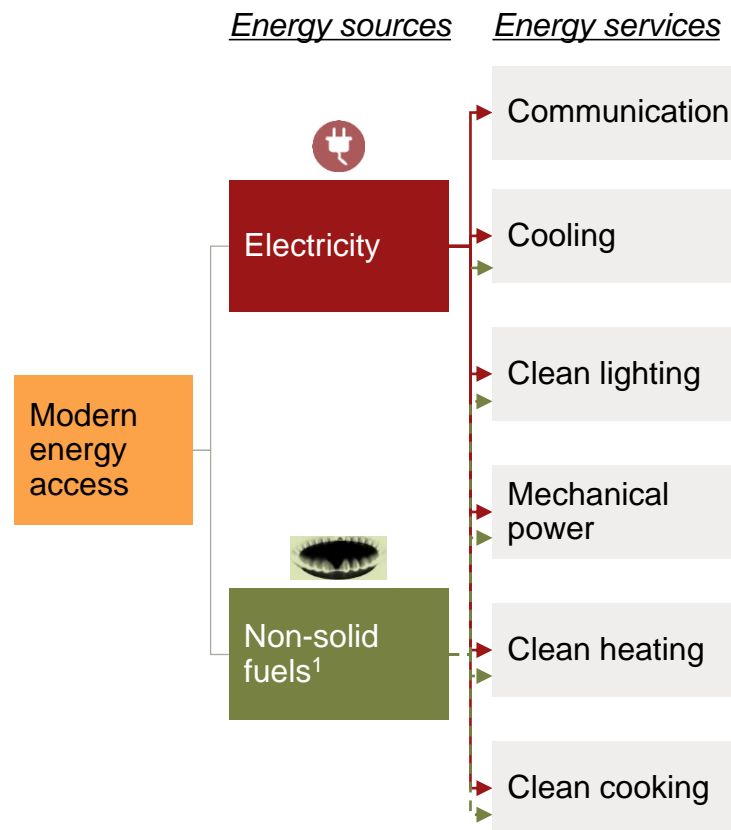 Energy sources
Energy services
Communication
Electricity
Cooling
Clean lighting
Modern
energy
access
Mechanical
power
Non-solid
fuels¹
Clean heating
Clean cooking